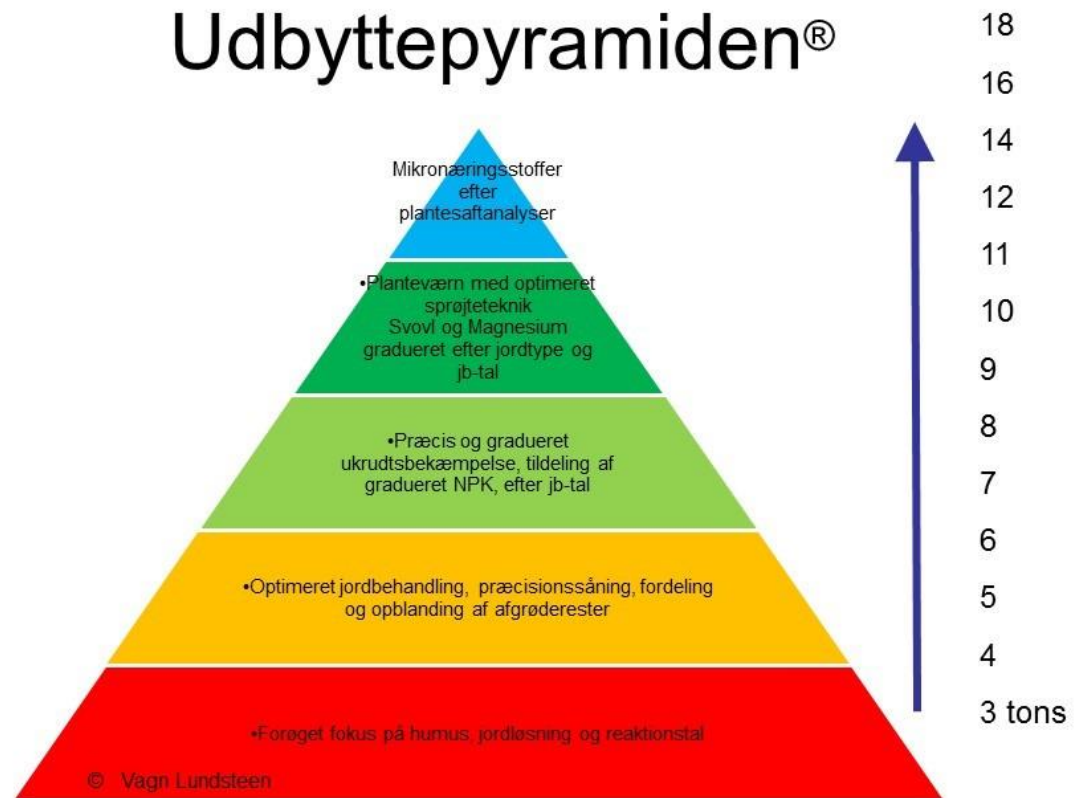 Udbyttepyramiden®
Mikronæringsstoffer
efter
plantesaftanalyser
•Planteværn med optimeret
sprøjteteknik
Svovl og Magnesium
gradueret efter jordtype og
jb-tal
•Præcis og gradueret
ukrudtsbekæmpelse, tildeling af
gradueret NPK, efter jb-tal
•Optimeret jordbehandling, præcisionssåning, fordeling
og opblanding af afgrøderester
•Forøget fokus på humus, jordløsning og reaktionstal
© Vagn Lundsteen
18
16
14
12
11
10
9
8
7
6
5
4
3 tons